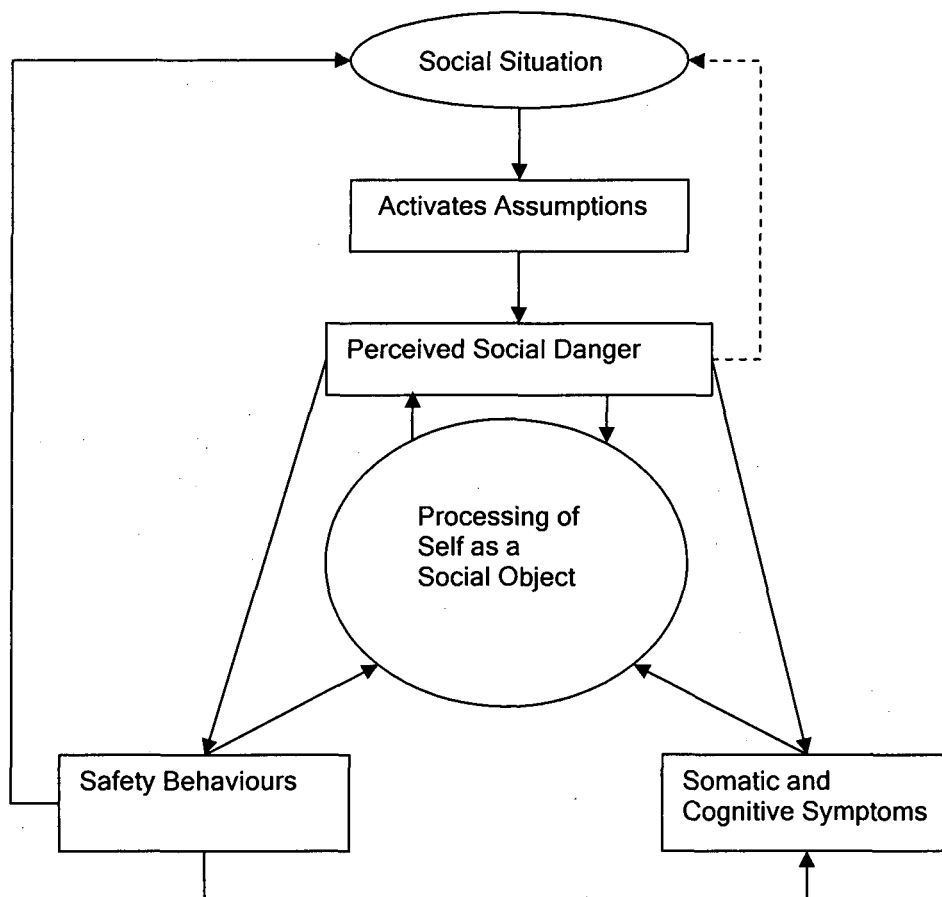 Social Situation
Activates Assumptions
Perceived Social Danger
Processing of
Self as a
Social Object
Safety Behaviours
Somatic and
Cognitive Symptoms